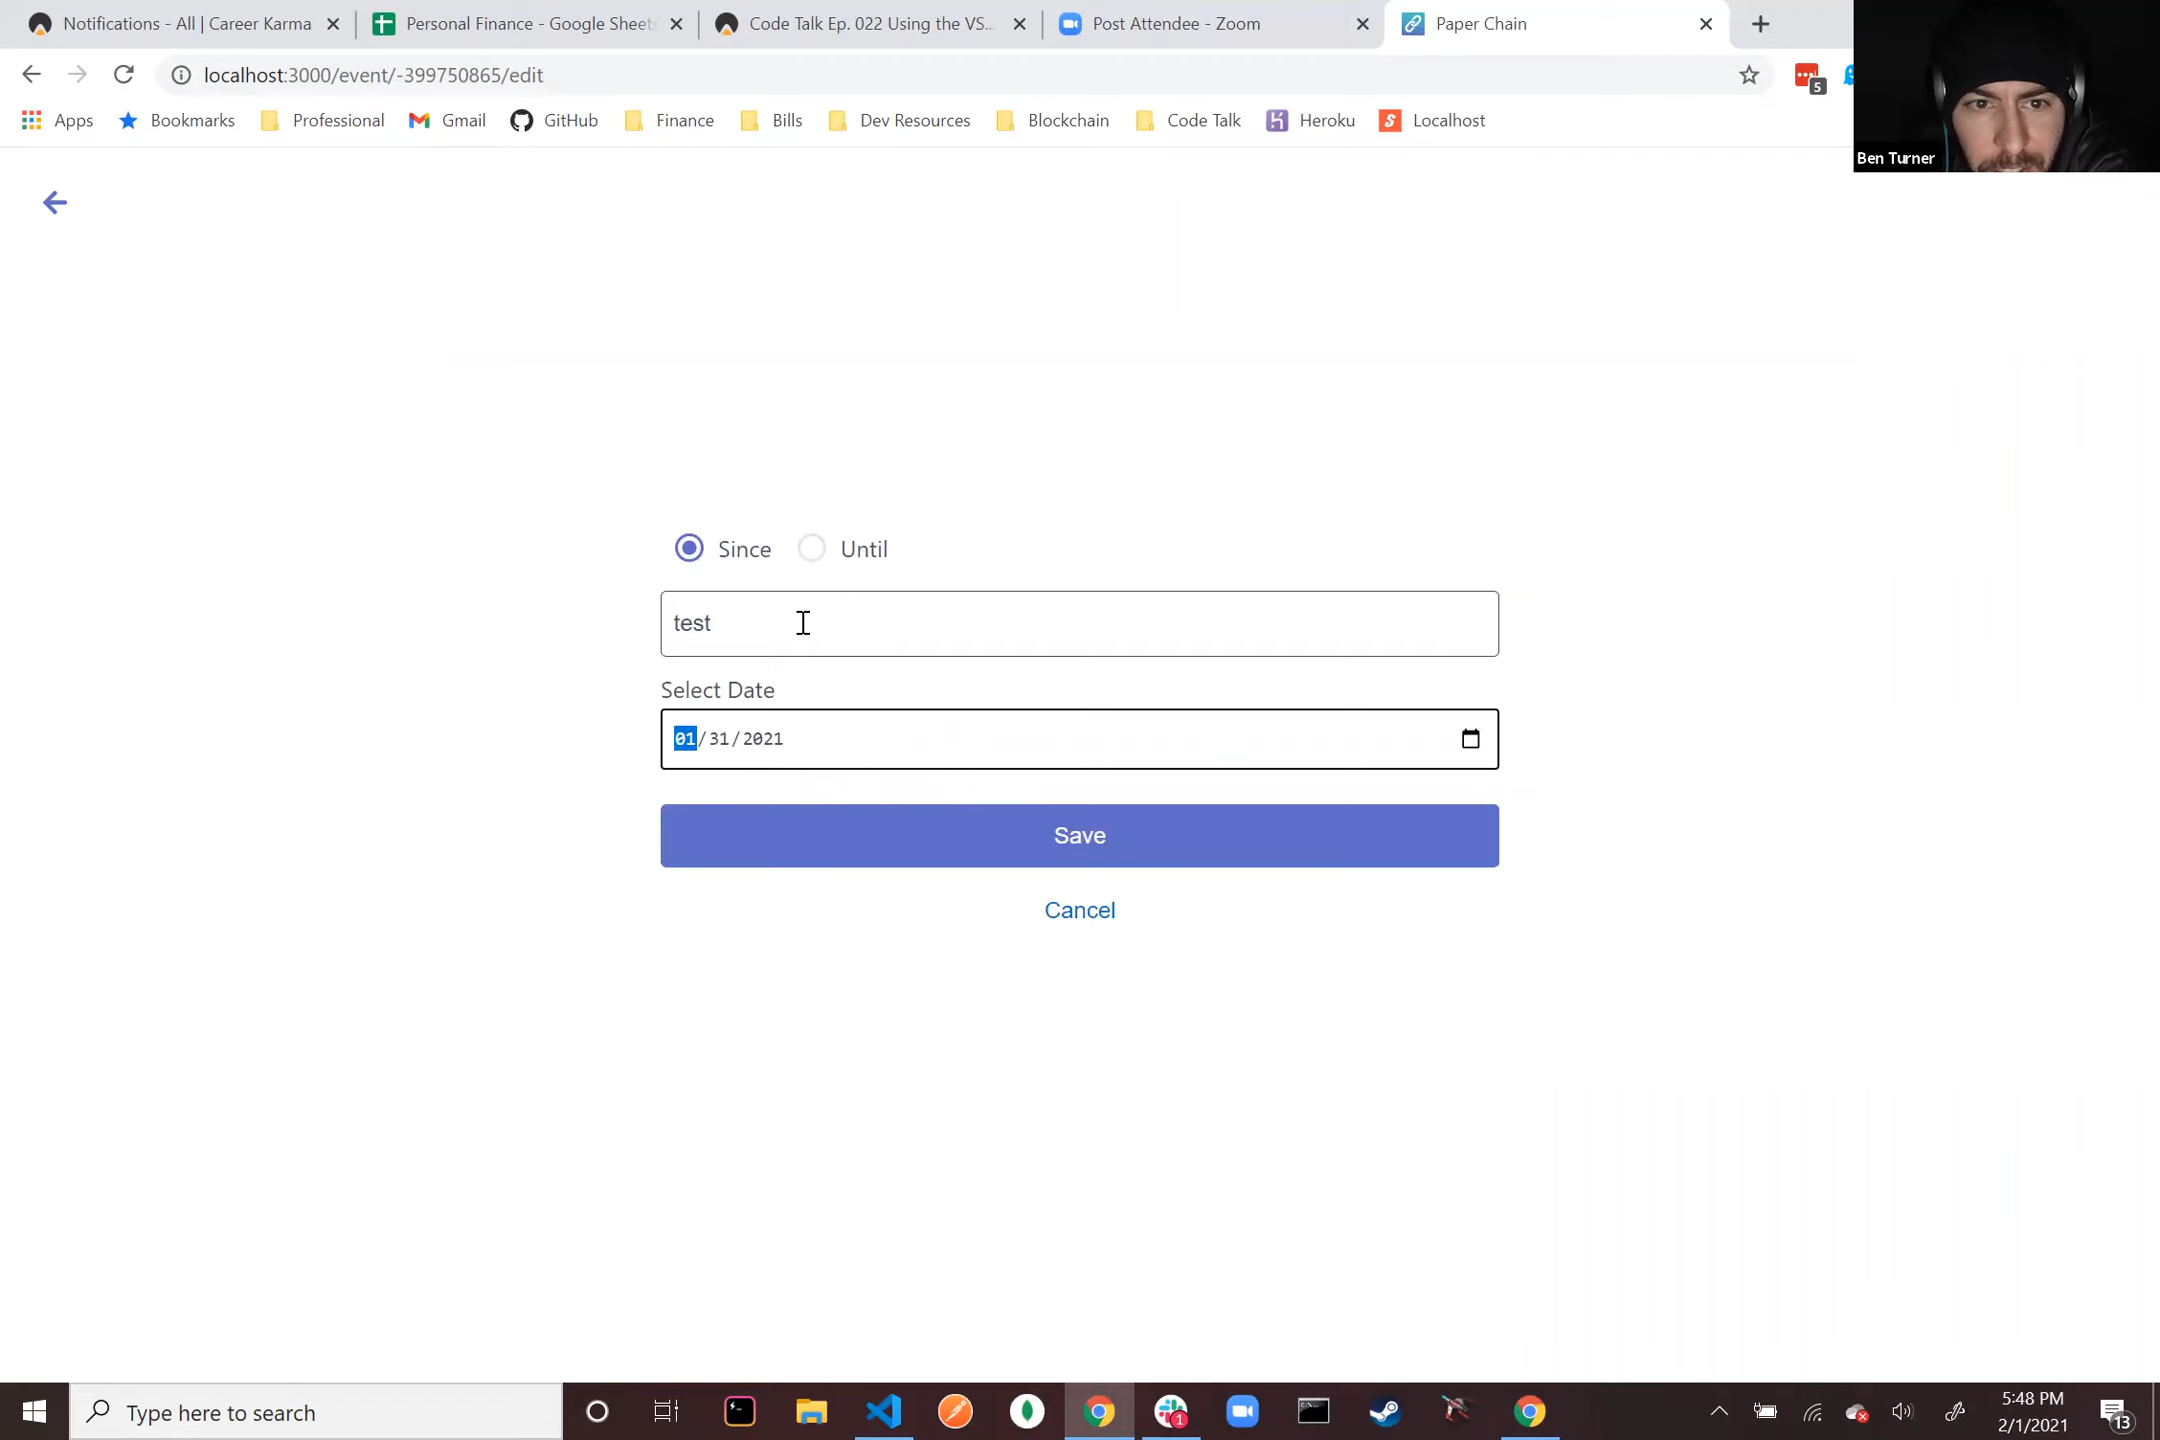 Notifications - All | Career Karma
Personal Finance - Google Sheets
Code Talk Ep. 022 Using the VS...
Post Attendee - Zoom
Paper Chain
localhost:3000/event/-399750865/edit
5
Apps
Bookmarks
Professional
Gmail
GitHub
Finance
Bills
Dev Resources
Blockchain
Code Talk
Heroku
Localhost
Ben Turner
Since
Until
test
Select Date
01/31/2021
Save
Cancel
Type here to search
1
5:48 PM
2/1/2021
13